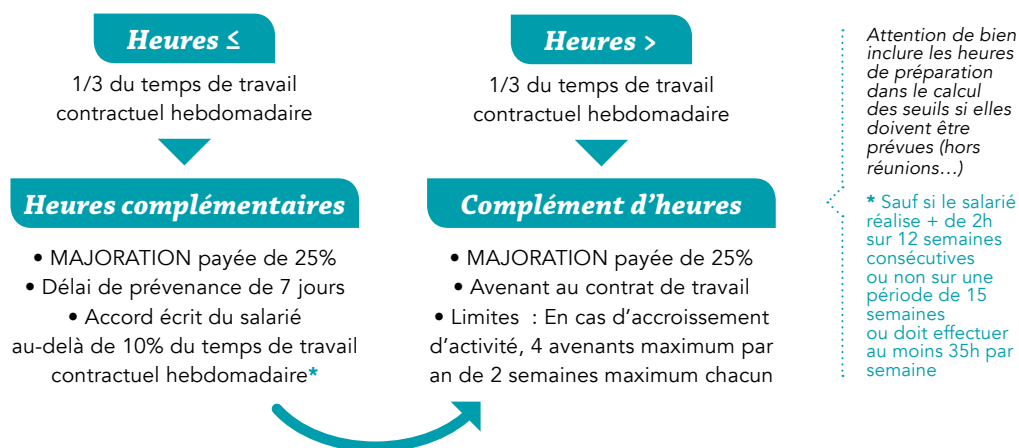 Heures ≤
1/3 du temps de travail
contractuel hebdomadaire
Heures complémentaires
• MAJORATION payée de 25%
• Délai de prévenance de 7 jours
• Accord écrit du salarié
au-delà de 10% du temps de travail
contractuel hebdomadaire*
Heures >
1/3 du temps de travail
contractuel hebdomadaire
Complément d’heures
• MAJORATION payée de 25%
• Avenant au contrat de travail
• Limites : En cas d’accroissement
d’activité, 4 avenants maximum par
an de 2 semaines maximum chacun
Attention de bien
inclure les heures
de préparation
dans le calcul
des seuils si elles
doivent être
prévues (hors
réunions…)
* Sauf si le salarié
réalise + de 2h
sur 12 semaines
consécutives
ou non sur une
période de 15
semaines
ou doit effectuer
au moins 35h par
semaine